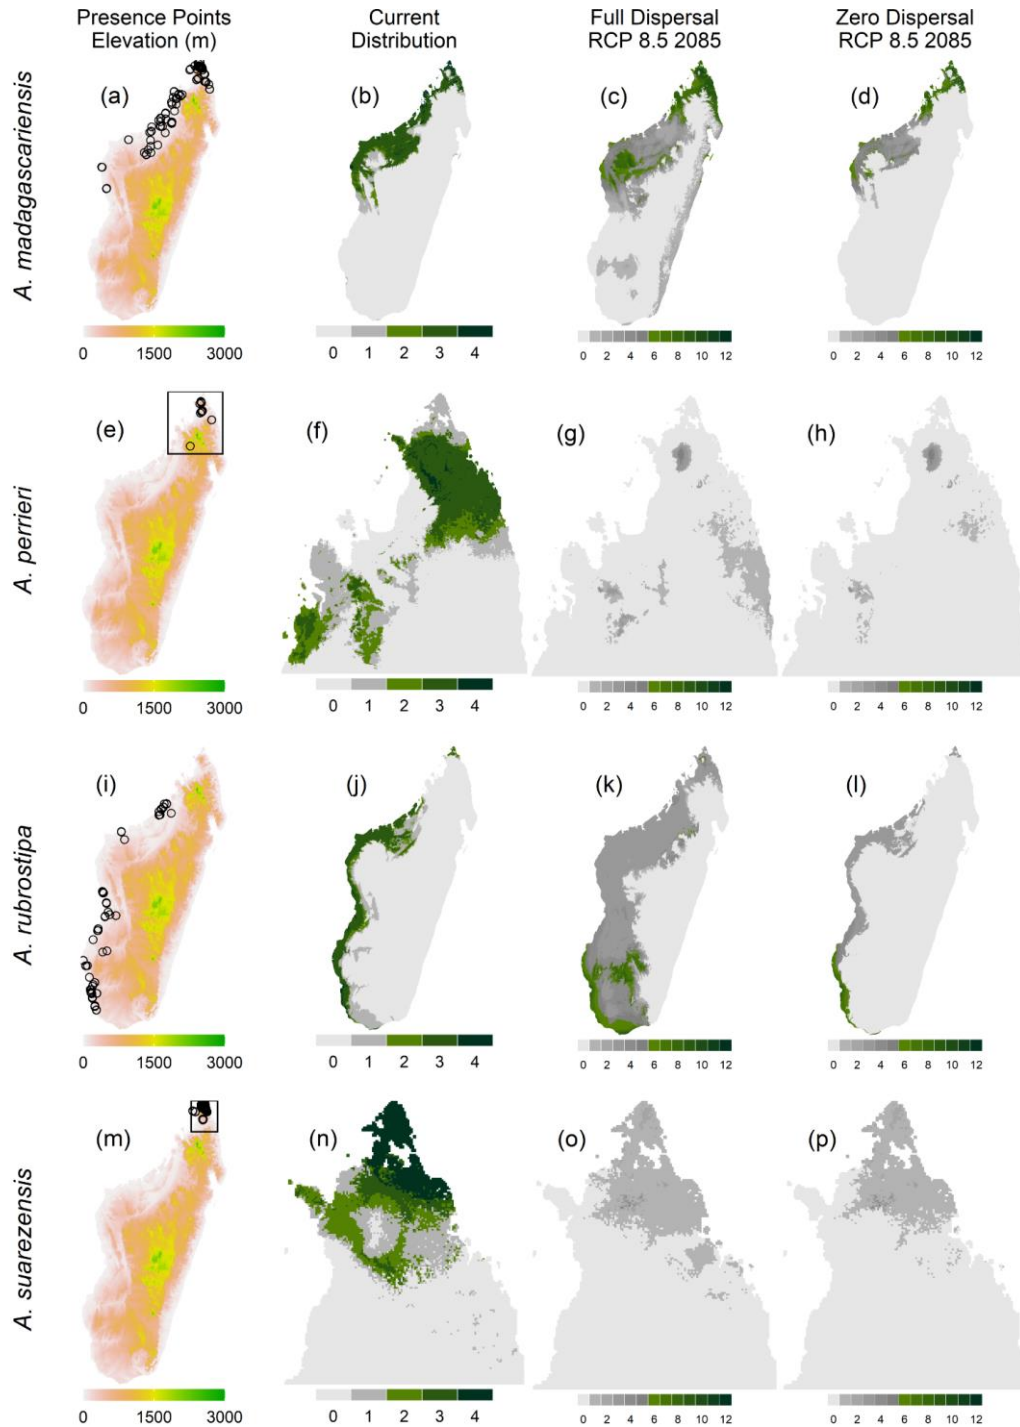 Presence Points
Elevation (m)
Current
Distribution
Full Dispersal
RCP 8.5 2085
Zero Dispersal
RCP 8.5 2085
A. madagascariensis
(a)
(b)
(c)
(d)
0 1500 3000
0 1 2 3 4
0 2 4 6 8 10 12
0 2 4 6 8 10 12
A. perrieri
(e)
(f)
(g)
(h)
0 1500 3000
0 1 2 3 4
0 2 4 6 8 10 12
0 2 4 6 8 10 12
A. rubrostipa
(i)
(j)
(k)
(l)
0 1500 3000
0 1 2 3 4
0 2 4 6 8 10 12
0 2 4 6 8 10 12
A. suarezensis
(m)
(n)
(o)
(p)
0 1500 3000
0 1 2 3 4
0 2 4 6 8 10 12
0 2 4 6 8 10 12